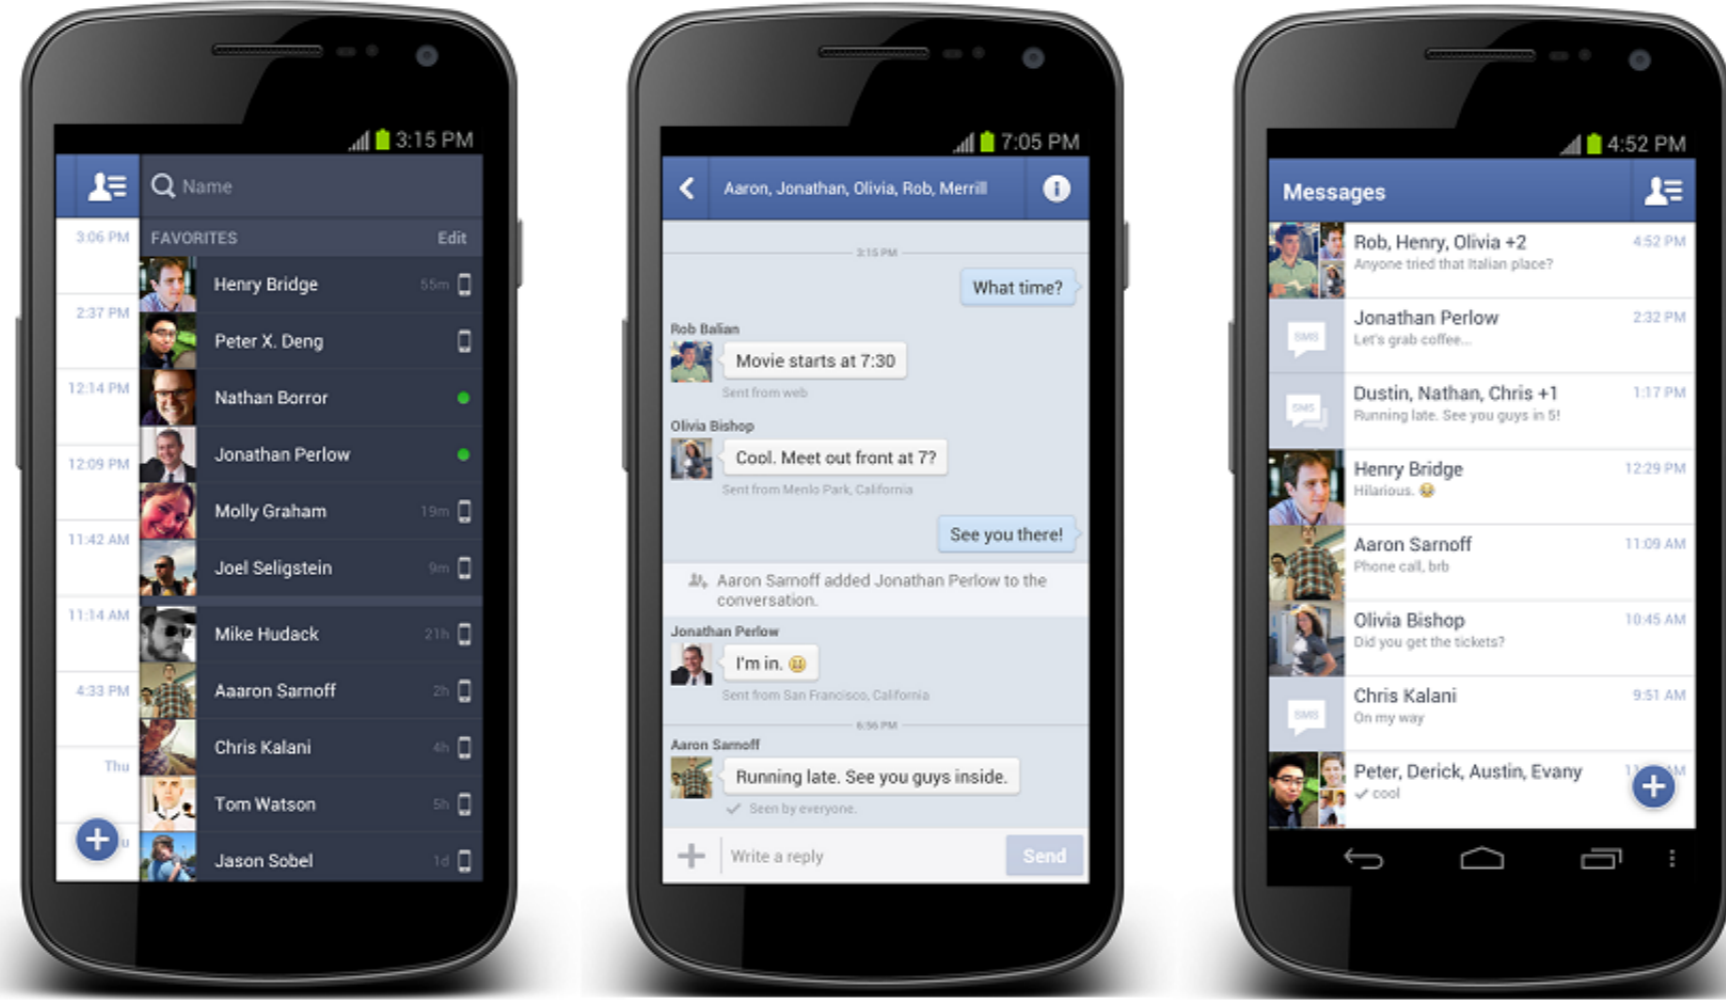 3:15 PM
Name
3:06 PM
FAVORITES Edit
Henry Bridge 55m
2:37 PM
Peter X. Deng
12:14 PM
Nathan Borror
12:09 PM
Jonathan Perlow
Molly Graham 19m
11:42 AM
Joel Seligstein 9m
11:14 AM
Mike Hudack 21h
4:33 PM
Aaaron Sarnoff 2h
Chris Kalani 4h
Thu
Tom Watson 5h
u
Jason Sobel 1d
7:05 PM
Aaron, Jonathan, Olivia, Rob, Merrill
3:15 PM
What time?
Rob Balian
Movie starts at 7:30
Sent from web
Olivia Bishop
Cool. Meet out front at 7?
Sent from Menlo Park, California
See you there!
Aaron Sarnoff added Jonathan Perlow to the
conversation.
Jonathan Perlow
I'm in.
Sent from San Francisco, California
6:56 PM
Aaron Sarnoff
Running late. See you guys inside.
Seen by everyone.
Write a reply
Send
4:52 PM
Messages
Rob, Henry, Olivia +2 4:52 PM
Anyone tried that Italian place?
SMS
Jonathan Perlow 2:32 PM
Let's grab coffee...
SMS
Dustin, Nathan, Chris +1 1:17 PM
Running late. See you guys in 5!
Henry Bridge 12:29 PM
Hilarious.
Aaron Sarnoff 11:09 AM
Phone call, brb
Olivia Bishop 10:45 AM
Did you get the tickets?
SMS
Chris Kalani 9:51 AM
On my way
Peter, Derick, Austin, Evany
cool